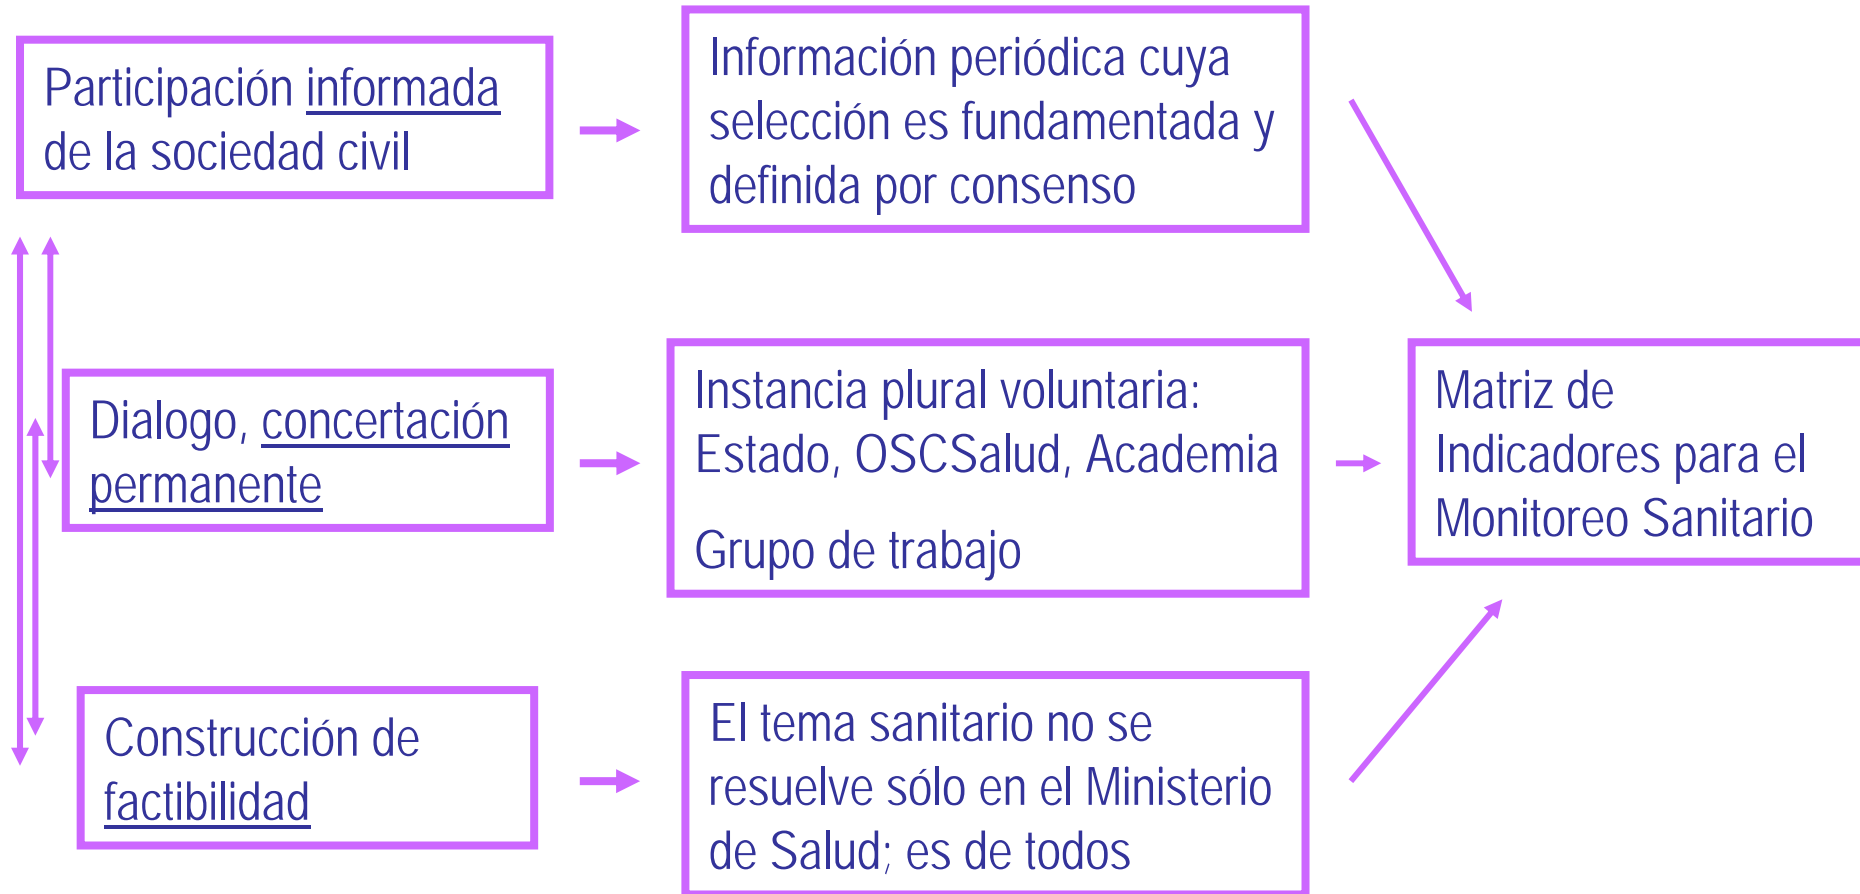 Participación informada
de la sociedad civil
Información periódica cuya
selección es fundamentada y
definida por consenso
Dialogo, concertación
permanente
Instancia plural voluntaria:
Estado, OSCSalud, Academia
Grupo de trabajo
Matriz de
Indicadores para el
Monitoreo Sanitario
Construcción de
factibilidad
El tema sanitario no se
resuelve sólo en el Ministerio
de Salud; es de todos